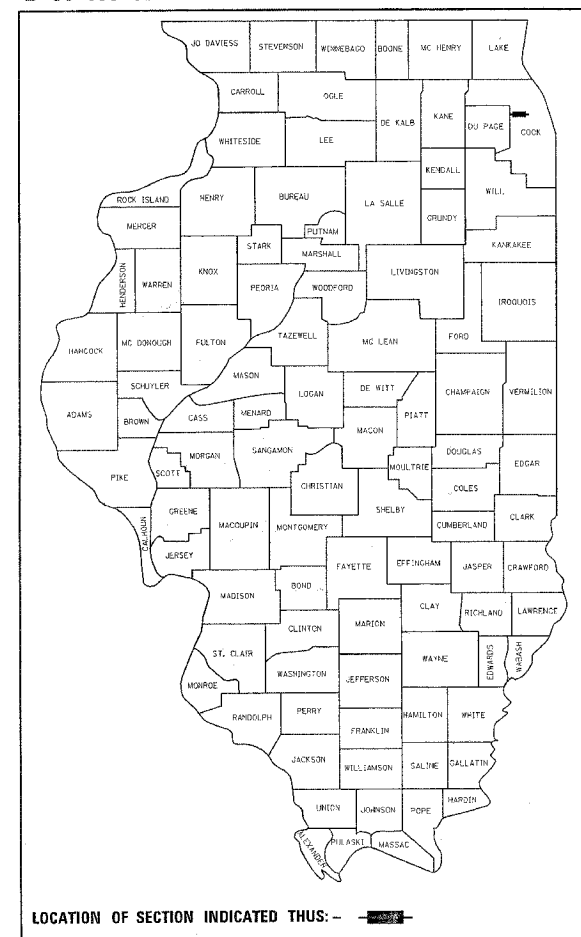 JO DAVIESS STEVENSON WINNEBAGO BOONE MC HENRY LAKE
CARROLL OGLE
DE KALB KANE DU PAGE COOK
WHITESIDE LEE
KENDALL
WILL
ROCK ISLAND HENRY BUREAU LA SALLE
GRUNDY
MERCER PUTNAM
STARK MARSHALL KANKAKEE
HENDERSON WARREN KNOX PEORIA WOODFORD LIVINGSTON
IROQUOIS
HANCOCK MC DONOUGH FULTON TAZEWELL MC LEAN FORD
MASON
SCHUYLER LOGAN DE WITT CHAMPAIGN VERMILION
ADAMS BROWN CASS MENARD MACON PIATT
MORGAN SANGAMON DOUGLAS
MOULTRIE EDGAR
PIKE SCOTT CHRISTIAN COLES
SHELBY
GREENE MACOUPIN MONTGOMERY CUMBERLAND CLARK
CALHOUN JERSEY
FAYETTE EFFINGHAM JASPER CRAWFORD
MADISON BOND
CLAY RICHLAND LAWRENCE
CLINTON MARION
ST. CLAIR WAYNE EDWARDS WABASH
WASHINGTON JEFFERSON
MONROE
RANDOLPH PERRY HAMILTON WHITE
FRANKLIN
JACKSON WILLIAMSON SALINE GALLATIN
UNION JOHNSON POPE HARDIN
ALEXANDER PULASKI MASSAC
LOCATION OF SECTION INDICATED THUS: -